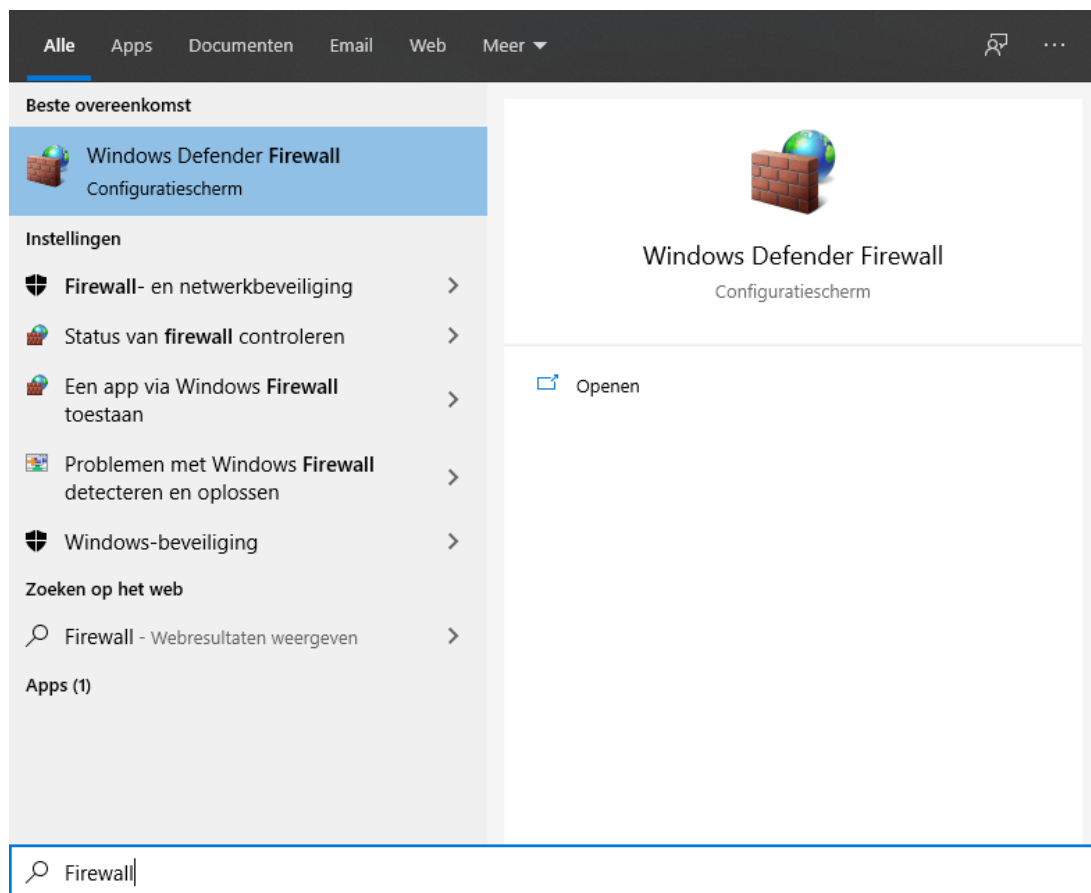 Alle Apps Documenten Email Web Meer
Beste overeenkomst
Windows Defender Firewall
Configuratiescherm
Instellingen
Firewall- en netwerkbeveiliging
Status van firewall controleren
Een app via Windows Firewall
toestaan
Problemen met Windows Firewall
detecteren en oplossen
Windows-beveiliging
Zoeken op het web
Firewall - Webresultaten weergeven
Apps (1)
Windows Defender Firewall
Configuratiescherm
Openen
Firewall